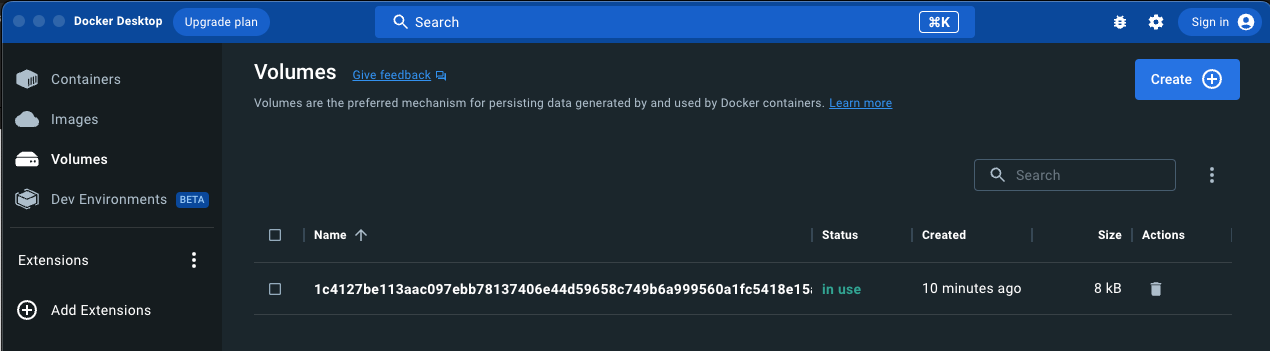 Docker Desktop Upgrade plan Search ⌘K Sign in
Containers
Images
Volumes
Dev Environments BETA
Extensions
Add Extensions
Volumes Give feedback
Create
Volumes are the preferred mechanism for persisting data generated by and used by Docker containers. Learn more
Search
Name Status Created Size Actions
1c4127be113aac097ebb78137406e44d59658c749b6a999560a1fc5418e15 in use 10 minutes ago 8 kB